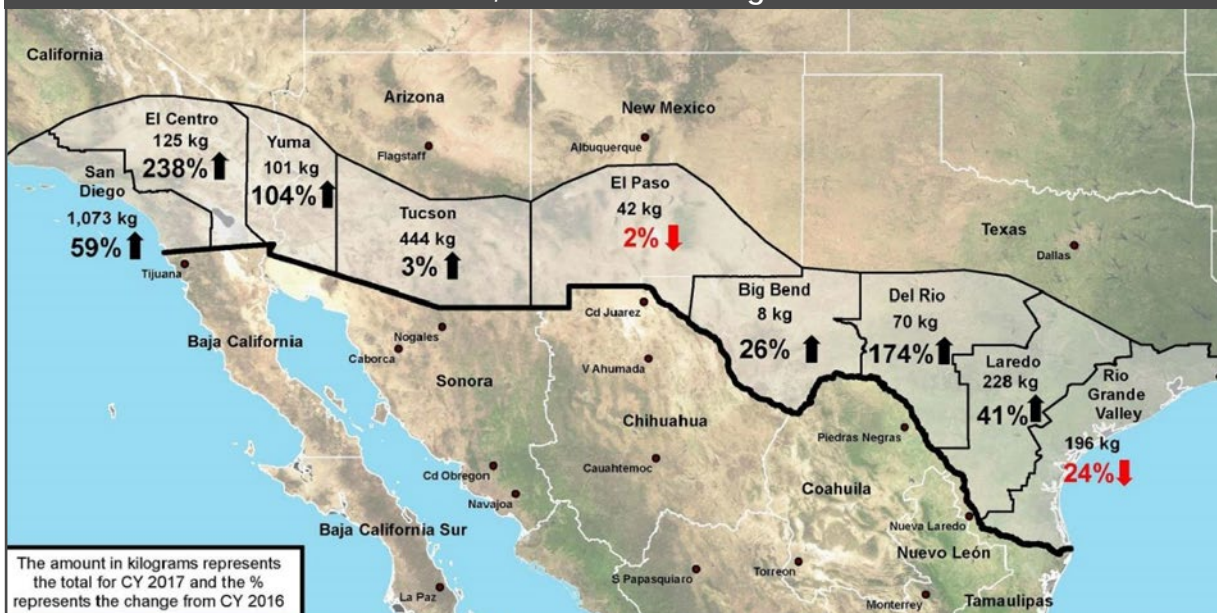 California
Arizona
New Mexico
Texas
El Centro
125 kg
238%
Yuma
101 kg
104%
San
Diego
1,073 kg
59%
Tucson
444 kg
3%
El Paso
42 kg
2%
Big Bend
8 kg
26%
Del Rio
70 kg
174%
Laredo
228 kg
41%
Rio
Grande
Valley
196 kg
24%
Flagstaff
Albuquerque
Dallas
Tijuana
Cd Juarez
Nogales
Caborca
Baja California
Sonora
V Ahumada
Chihuahua
Piedras Negras
Cauahtemoc
Cd Obregon
Navajoa
Coahuila
Nueva Laredo
Baja California Sur
Nuevo León
S Papasquiaro
Torreon
La Paz
Monterrey
Tamaulipas
The amount in kilograms represents
the total for CY 2017 and the %
represents the change from CY 2016